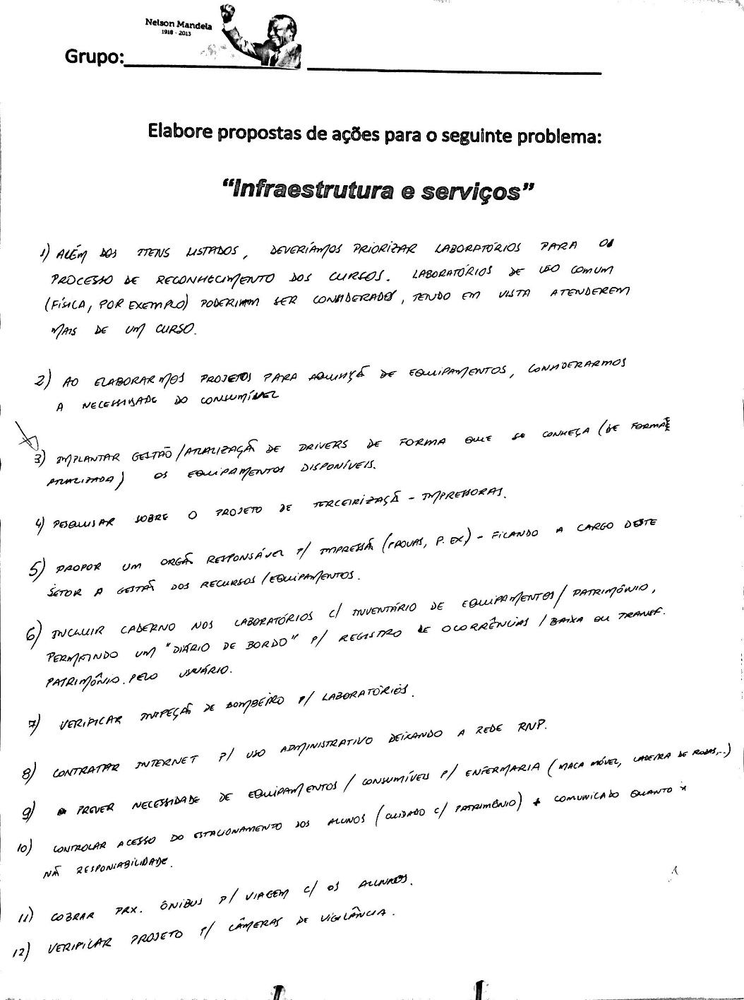 Nelson Mandela
1918 - 2013
Grupo:
Elabore propostas de ações para o seguinte problema:
“Infraestrutura e serviços”
1) ALÉM DOS ITENS LISTADOS, DEVERÍAMOS PRIORIZAR LABORATÓRIOS PARA OS
PROCESSO DE RECONHECIMENTO DOS CURSOS. LABORATÓRIOS DE USO COMUM
(FÍSICA, POR EXEMPLO) PODERIAM SER CONSIDERADOS, TENDO EM VISTA ATENDEREM
MAIS DE UM CURSO.
2) AO ELABORARMOS PROJETOS PARA AQUISIÇÃ DE EQUIPAMENTOS, CONSIDERARMOS
A NECESSIDADE DO CONSUMÍVEL
3) IMPLANTAR GESTÃO/ATUALIZAÇÃ DE DRIVERS DE FORMA QUE SE CONHEÇA (DE FORMA
ATUALIZADA) OS EQUIPAMENTOS DISPONÍVEIS.
4) PESQUISAR SOBRE O PROJETO DE TERCEIRIZAÇÃ - IMPRESSORAS.
5) PROPOR UM ORGÃ RESPONSÁVEL P/ IMPRESSÃ (PROVAS, P. EX) - FICANDO A CARGO DESTE
SETOR A GESTÃ DOS RECURSOS/EQUIPAMENTOS.
6) INCLUIR CADERNO NOS LABORATÓRIOS C/ INVENTÁRIO DE EQUIPAMENTOS/PATRIMÔNIO,
PERMITINDO UM "DIÁRIO DE BORDO" P/ REGISTRO DE OCORRÊNCIAS/BAIXA OU TRANSF.
PATRIMÔNIO. PELO USUÁRIO.
7) VERIFICAR INSPEÇÃ DE BOMBEIRO P/ LABORATÓRIOS.
8) CONTRATAR INTERNET P/ USO ADMINISTRATIVO DEIXANDO A REDE RNP.
9) PREVER NECESSIDADE DE EQUIPAMENTOS/CONSUMÍVEIS P/ ENFERMARIA (MACA MÓVEL, CADEIRA DE RODAS,...)
10) CONTROLAR ACESSO DO ESTACIONAMENTO DOS ALUNOS (CUIDADO C/ PATRIMÔNIO) + COMUNICADO QUANTO A
NÃ RESPONSABILIDADE.
11) COBRAR PRX. ÔNIBUS P/ VIAGEM C/ OS ALUNOS.
12) VERIFICAR PROJETO P/ CÂMERAS DE VIGILÂNCIA.